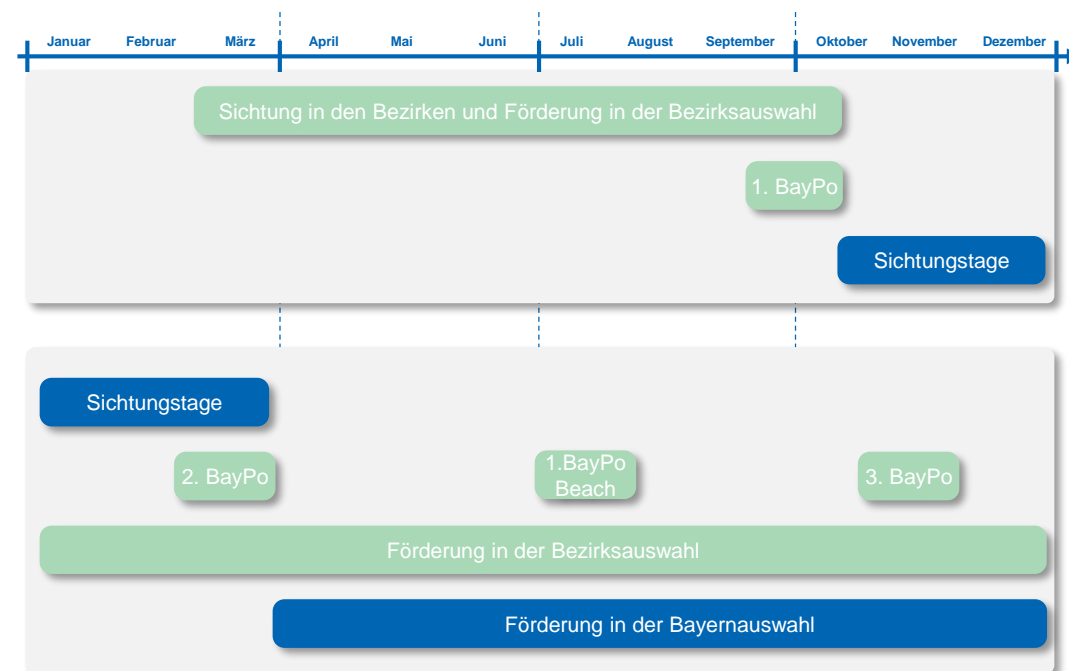 Januar Februar März April Mai Juni Juli August September Oktober November Dezember
Sichtung in den Bezirken und Förderung in der Bezirksauswahl
1. BayPo
Sichtungstage
Sichtungstage
2. BayPo
1.BayPo
Beach
3. BayPo
Förderung in der Bezirksauswahl
Förderung in der Bayernauswahl